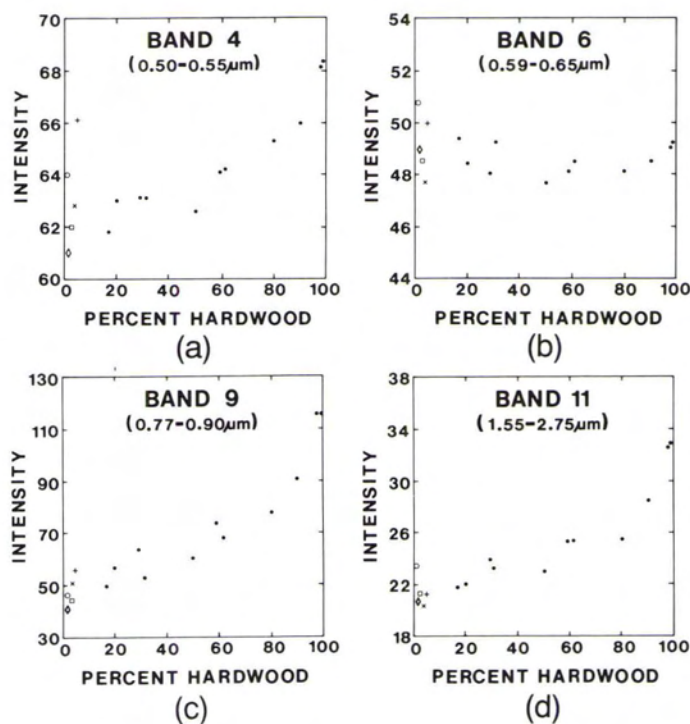 70
68
66
64
62
60
INTENSITY
BAND 4
(0.50-0.55µm)
0 20 40 60 80 100
PERCENT HARDWOOD
(a)
54
52
50
48
46
44
INTENSITY
BAND 6
(0.59-0.65µm)
0 20 40 60 80 100
PERCENT HARDWOOD
(b)
130
110
90
70
50
30
INTENSITY
BAND 9
(0.77-0.90µm)
0 20 40 60 80 100
PERCENT HARDWOOD
(c)
38
34
26
26
22
18
INTENSITY
BAND 11
(1.55-2.75µm)
0 20 40 60 80 100
PERCENT HARDWOOD
(d)